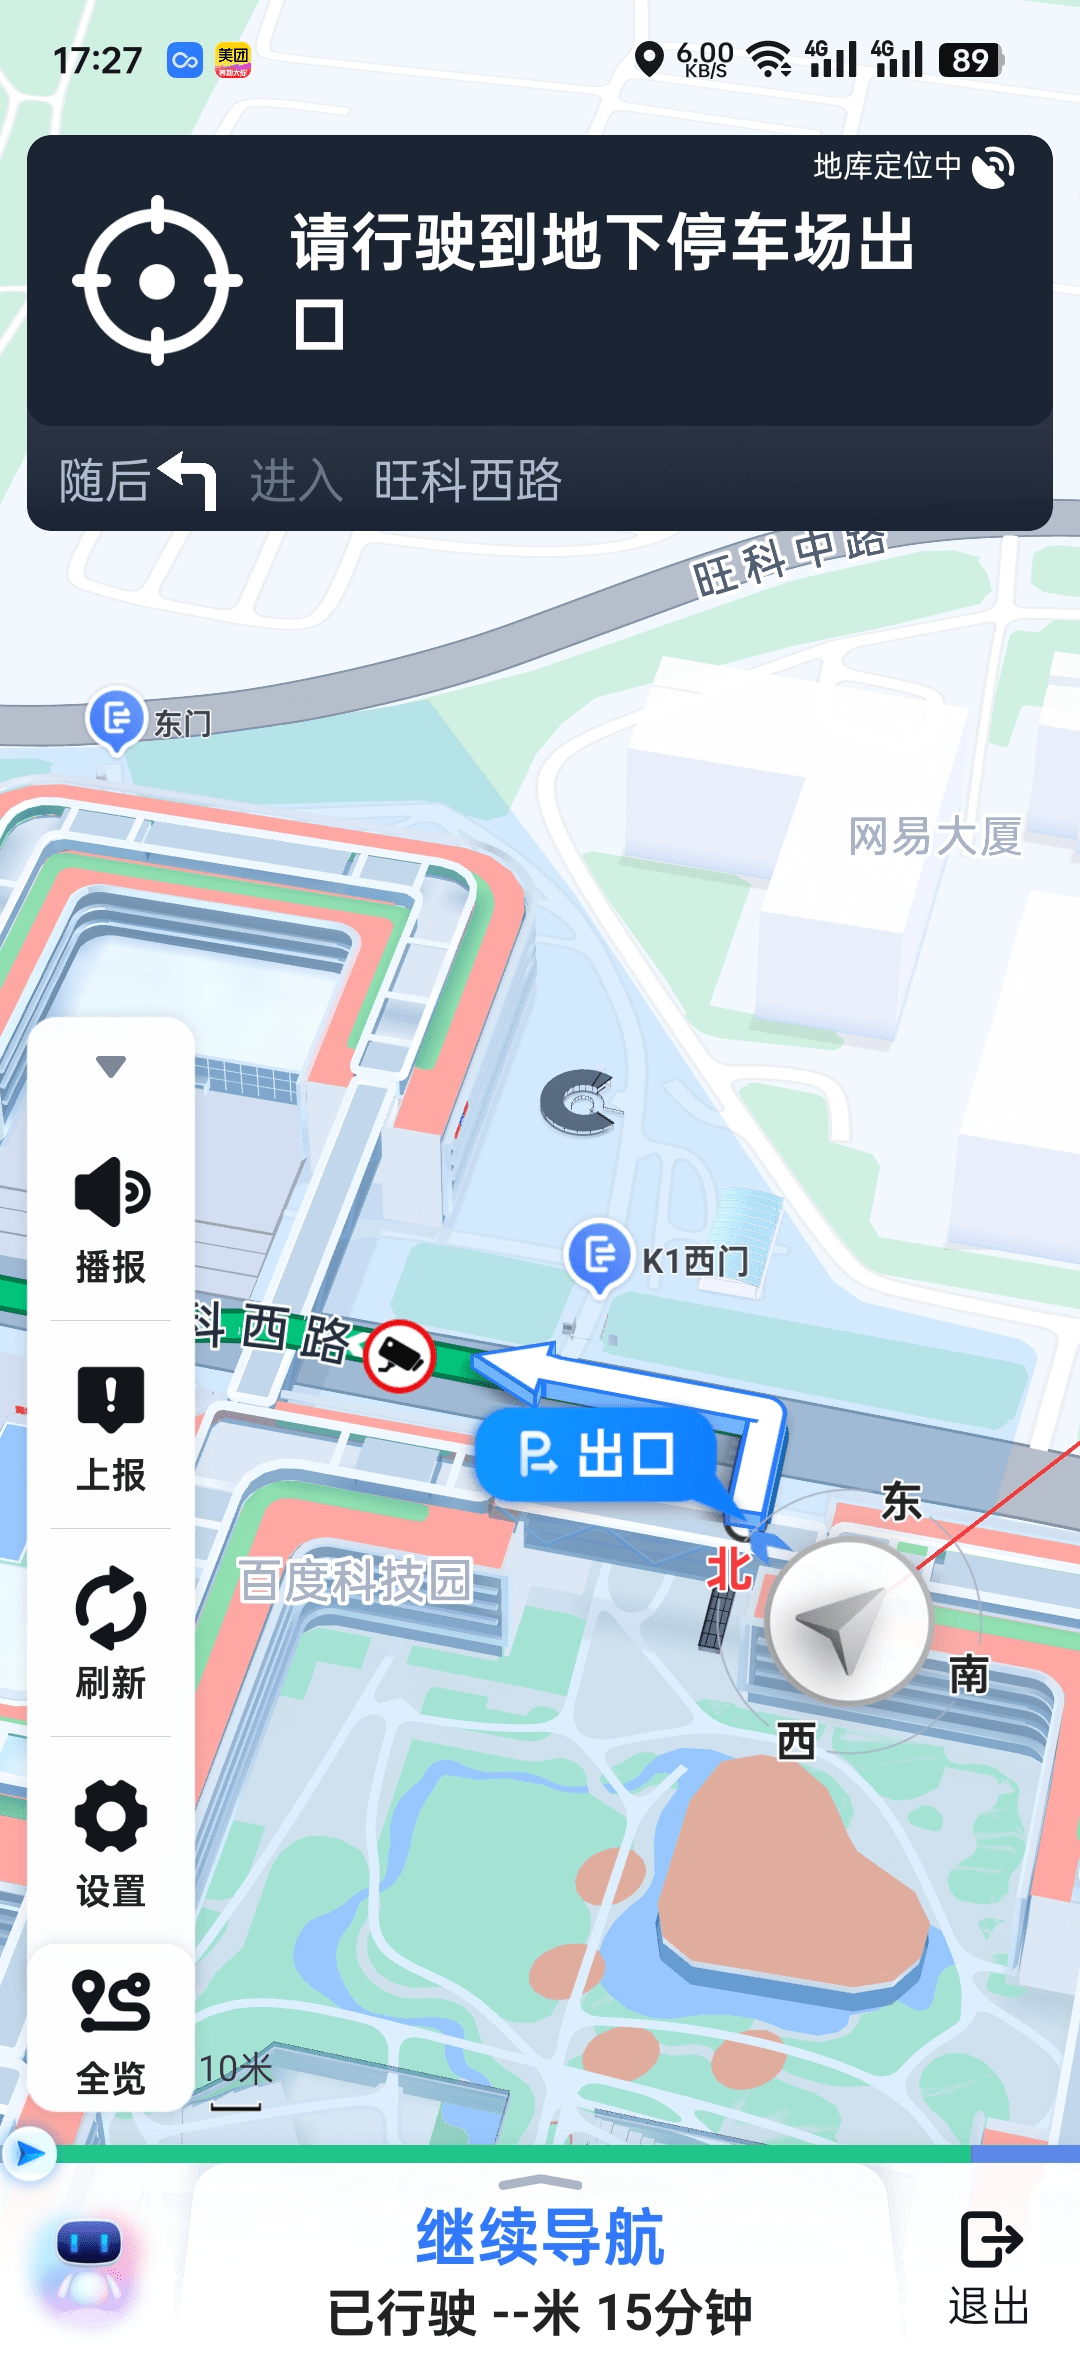 17:27
美团
6.00
KB/S
4G
4G
89
地库定位中
请行驶到地下停车场出
口
随后 进入 旺科西路
旺科中路
东门
网易大厦
K1西门
播报
科西路
上报
出口
东
北
百度科技园
刷新
南
西
设置
全览
10米
继续导航
已行驶 --米 15分钟
退出